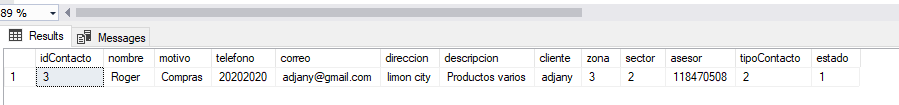 89 %
Results Messages
idContacto nombre motivo telefono correo direccion descripcion cliente zona sector asesor tipoContacto estado
1 3 Roger Compras 20202020 adjany@gmail.com limon city Productos varios adjany 3 2 118470508 2 1